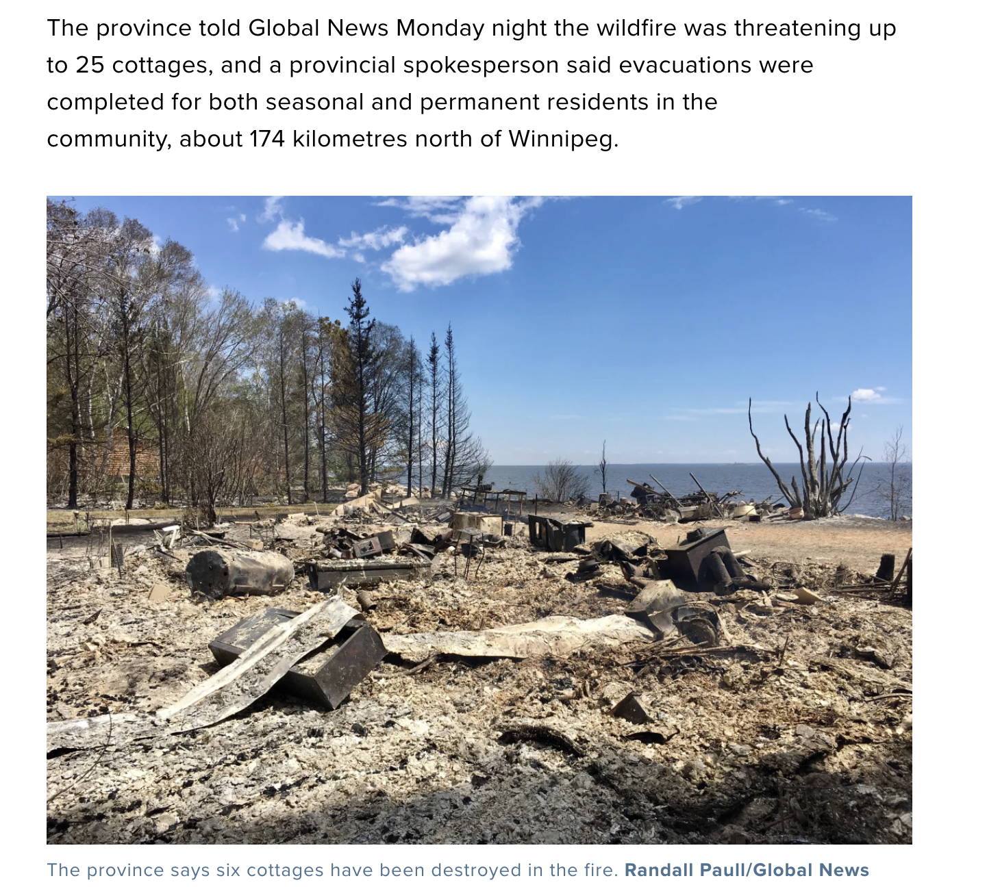 The province told Global News Monday night the wildfire was threatening up
to 25 cottages, and a provincial spokesperson said evacuations were
completed for both seasonal and permanent residents in the
community, about 174 kilometres north of Winnipeg.
The province says six cottages have been destroyed in the fire. Randall Paull/Global News